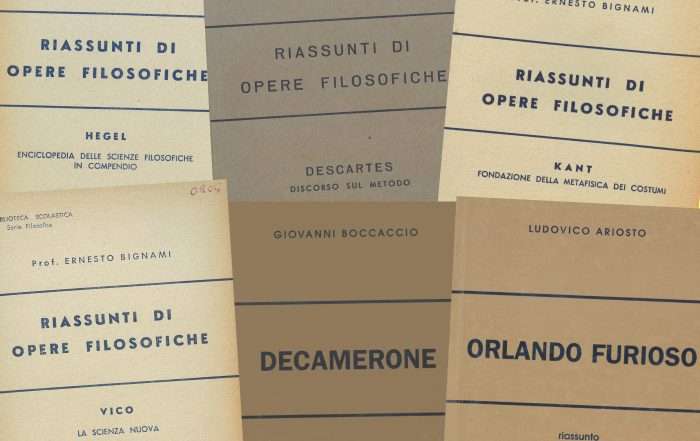 RIASSUNTI DI
OPERE FILOSOFICHE
HEGEL
ENCICLOPEDIA DELLE SCIENZE FILOSOFICHE
IN COMPENDIO
RIASSUNTI DI
OPERE FILOSOFICHE
DESCARTES
DISCORSO SUL METODO
Prof. ERNESTO BIGNAMI
RIASSUNTI DI
OPERE FILOSOFICHE
KANT
FONDAZIONE DELLA METAFISICA DEI COSTUMI
BIBLIOTECA SCOLASTICA
Serie Filosofica
Prof. ERNESTO BIGNAMI
RIASSUNTI DI
OPERE FILOSOFICHE
VICO
LA SCIENZA NUOVA
GIOVANNI BOCCACCIO
DECAMERONE
LUDOVICO ARIOSTO
ORLANDO FURIOSO
riassunto